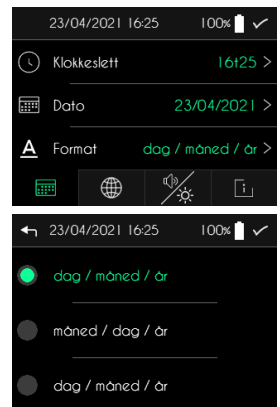 23/04/2021 16:25 100%
Klokkeslett 16t25 >
Dato 23/04/2021 >
A Format dag / måned / år >
i
23/04/2021 16:25 100%
dag / måned / år
måned / dag / år
dag / måned / år